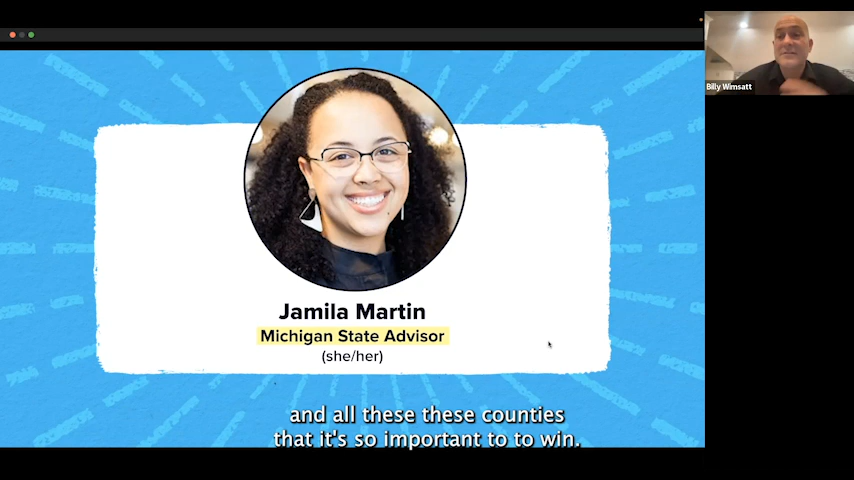 Billy Wimsatt
Jamila Martin
Michigan State Advisor
(she/her)
and all these these counties
that it's so important to to win.